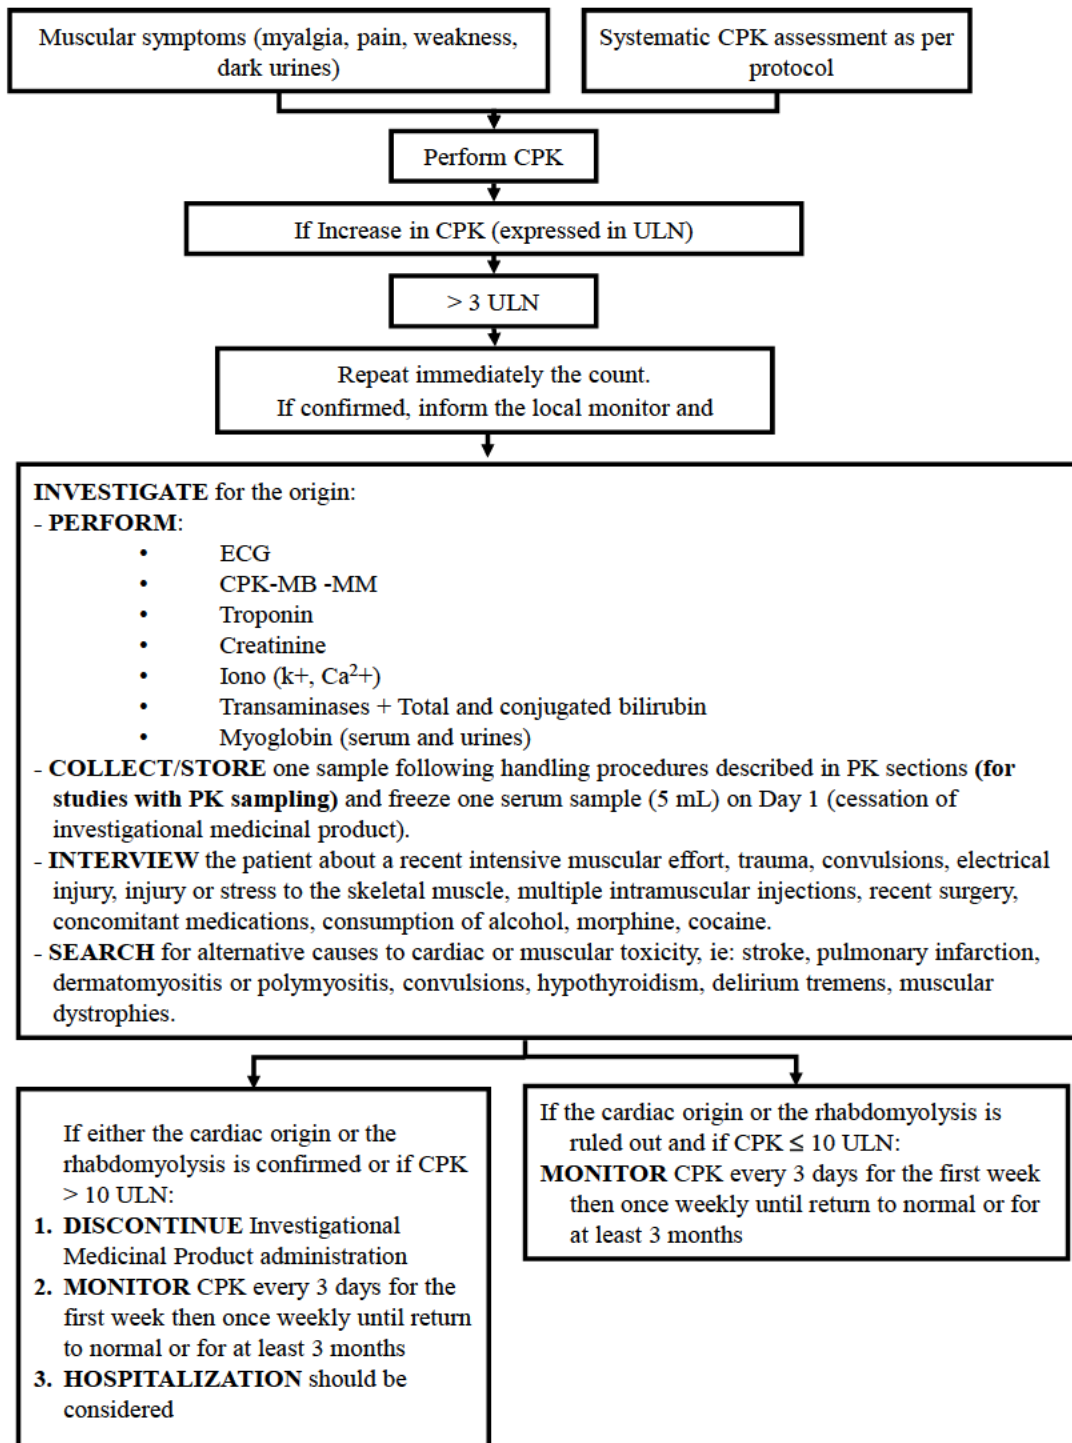 Muscular symptoms (myalgia, pain, weakness,
dark urines)
Systematic CPK assessment as per
protocol
Perform CPK
If Increase in CPK (expressed in ULN)
> 3 ULN
Repeat immediately the count.
If confirmed, inform the local monitor and
INVESTIGATE for the origin:
- PERFORM:
• ECG
• CPK-MB -MM
• Troponin
• Creatinine
• Iono (k+, Ca²⁺)
• Transaminases + Total and conjugated bilirubin
• Myoglobin (serum and urines)
- COLLECT/STORE one sample following handling procedures described in PK sections (for
studies with PK sampling) and freeze one serum sample (5 mL) on Day 1 (cessation of
investigational medicinal product).
- INTERVIEW the patient about a recent intensive muscular effort, trauma, convulsions, electrical
injury, injury or stress to the skeletal muscle, multiple intramuscular injections, recent surgery,
concomitant medications, consumption of alcohol, morphine, cocaine.
- SEARCH for alternative causes to cardiac or muscular toxicity, ie: stroke, pulmonary infarction,
dermatomyositis or polymyositis, convulsions, hypothyroidism, delirium tremens, muscular
dystrophies.
If either the cardiac origin or the
rhabdomyolysis is confirmed or if CPK
> 10 ULN:
1. DISCONTINUE Investigational
Medicinal Product administration
2. MONITOR CPK every 3 days for the
first week then once weekly until return
to normal or for at least 3 months
3. HOSPITALIZATION should be
considered
If the cardiac origin or the rhabdomyolysis is
ruled out and if CPK ≤ 10 ULN:
MONITOR CPK every 3 days for the first week
then once weekly until return to normal or for
at least 3 months